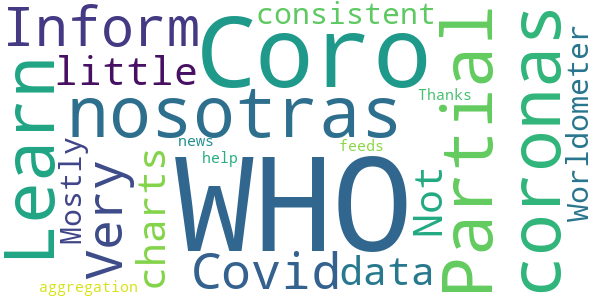 Inform
Coro
consistent
little
Learn
nosotras
Partial
coronas
Worldometer
Thanks
news
help
feeds
Mostly
Very
charts
WHO
Not
Covid
data
aggregation